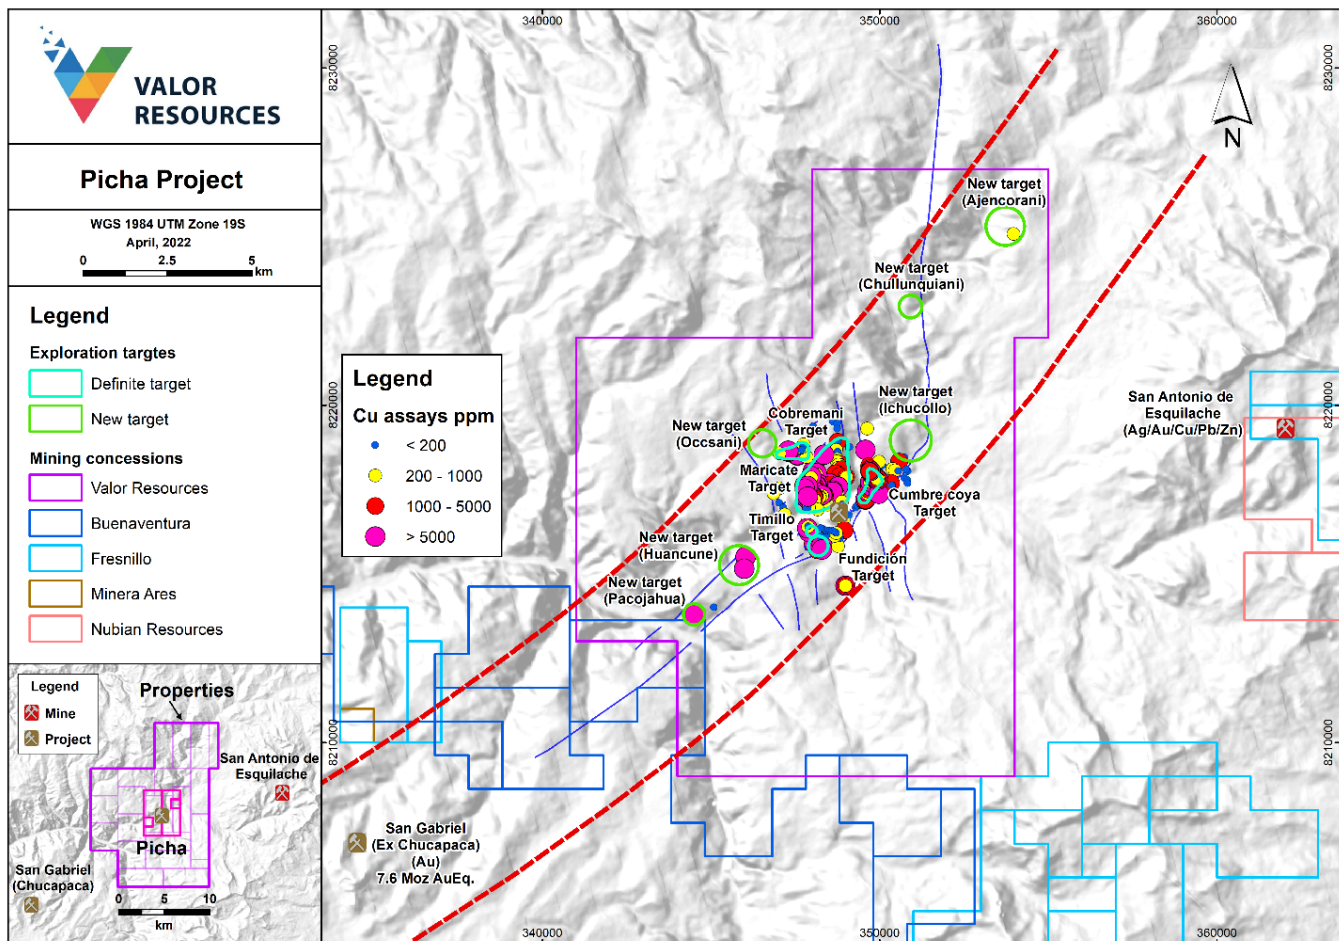 VALOR
RESOURCES
Picha Project
WGS 1984 UTM Zone 19S
April, 2022
0 2.5 5
km
Legend
Exploration targtes
Definite target
New target
Mining concessions
Valor Resources
Buenaventura
Fresnillo
Minera Ares
Nubian Resources
Legend
Mine
Project
Properties
San Antonio de
Esquilache
Picha
San Gabriel
(Chucapaca)
0 5 10
km
340000 350000 360000
8230000 8230000
8220000 8220000
8210000 8210000
340000 350000 360000
N
Legend
Cu assays ppm
< 200
200 - 1000
1000 - 5000
> 5000
New target
(Ajencorani)
New target
(Chullunquiani)
New target
(Ichucollo)
Cobremani
Target
New target
(Occsani)
Maricate
Target
Cumbre coya
Target
Timillo
Target
New target
(Huancune)
Fundición
Target
New target
(Pacojahua)
San Antonio de
Esquilache
(Ag/Au/Cu/Pb/Zn)
San Gabriel
(Ex Chucapaca)
(Au)
7.6 Moz AuEq.